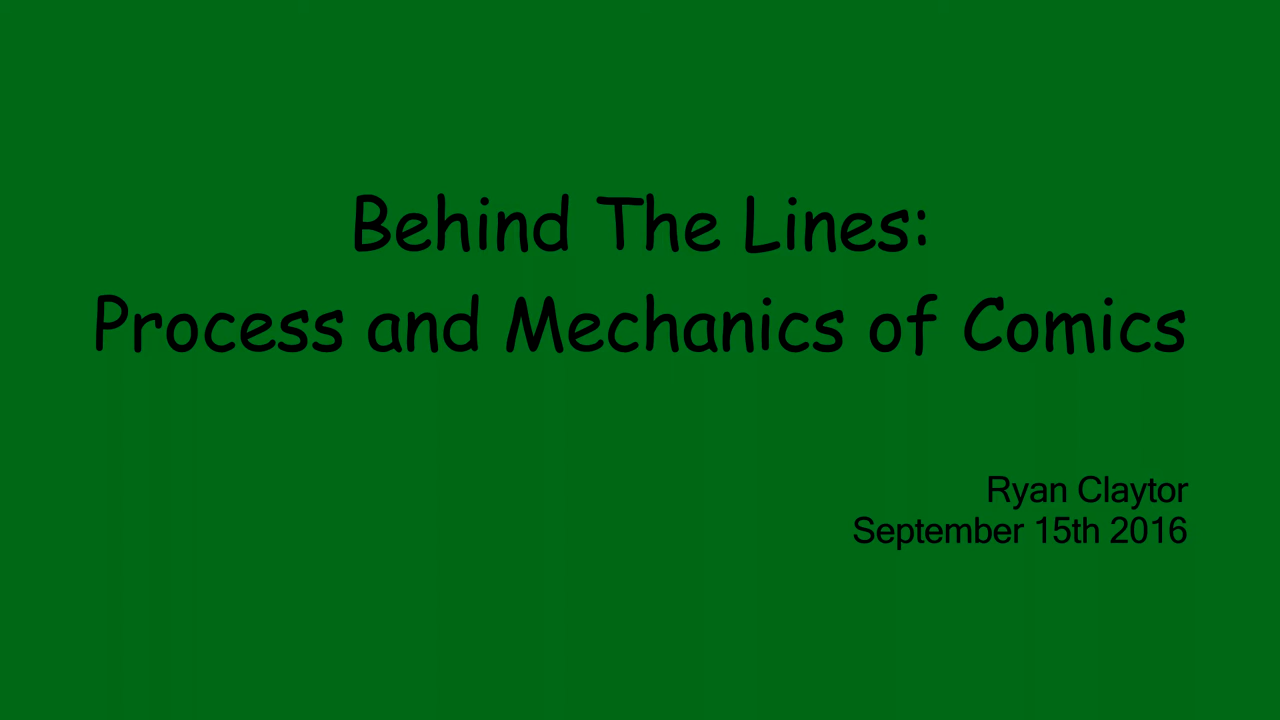 Behind The Lines:
Process and Mechanics of Comics
Ryan Claytor
September 15th 2016